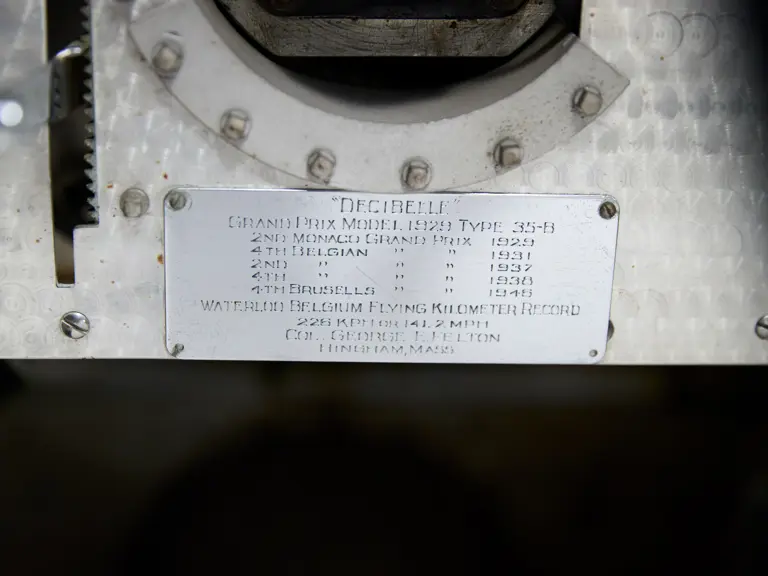 "DECIBELLE"
GRAND PRIX MODEL 1929 TYPE 35-B
2ND MONACO GRAND PRIX 1929
4TH BELGIAN " " 1931
2ND " " " 1937
4TH " " " 1938
4TH BRUSELLS " " 1946
WATERLOO BELGIUM FLYING KILOMETER RECORD
226 KPH OR 141.2 MPH
COL. GEORGE E. FELTON
HINGHAM, MASS